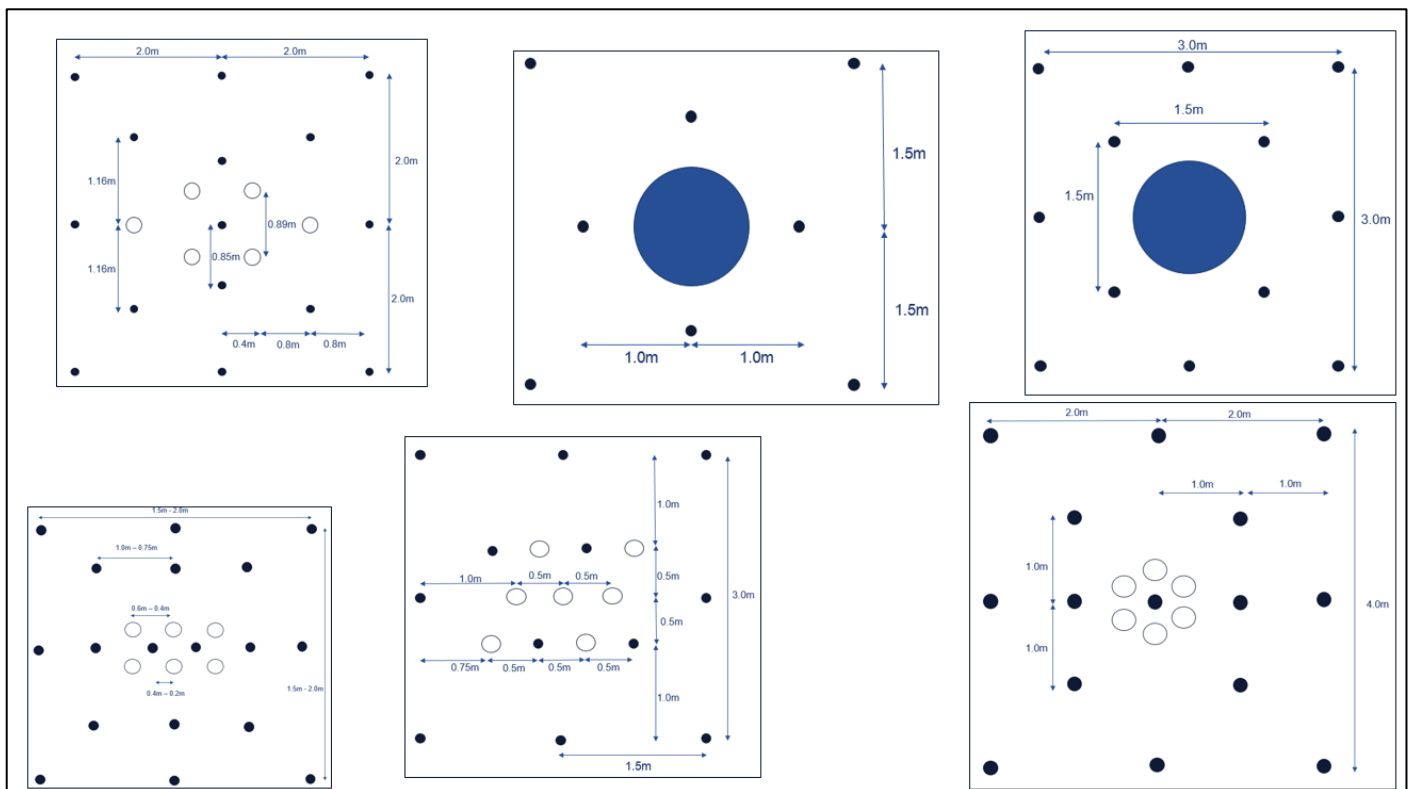 2.0m 2.0m
2.0m
1.16m
0.89m
0.85m
1.16m
2.0m
0.4m 0.8m 0.8m
1.5m
1.5m
1.0m 1.0m
3.0m
1.5m
1.5m
3.0m
1.5m - 2.0m
1.0m – 0.75m
0.6m – 0.4m
0.4m – 0.2m
1.5m - 2.0m
1.0m
1.0m 0.5m 0.5m 0.5m
3.0m
0.5m
0.75m 0.5m 0.5m 0.5m
1.0m
1.5m
2.0m 2.0m
1.0m 1.0m
1.0m
4.0m
1.0m